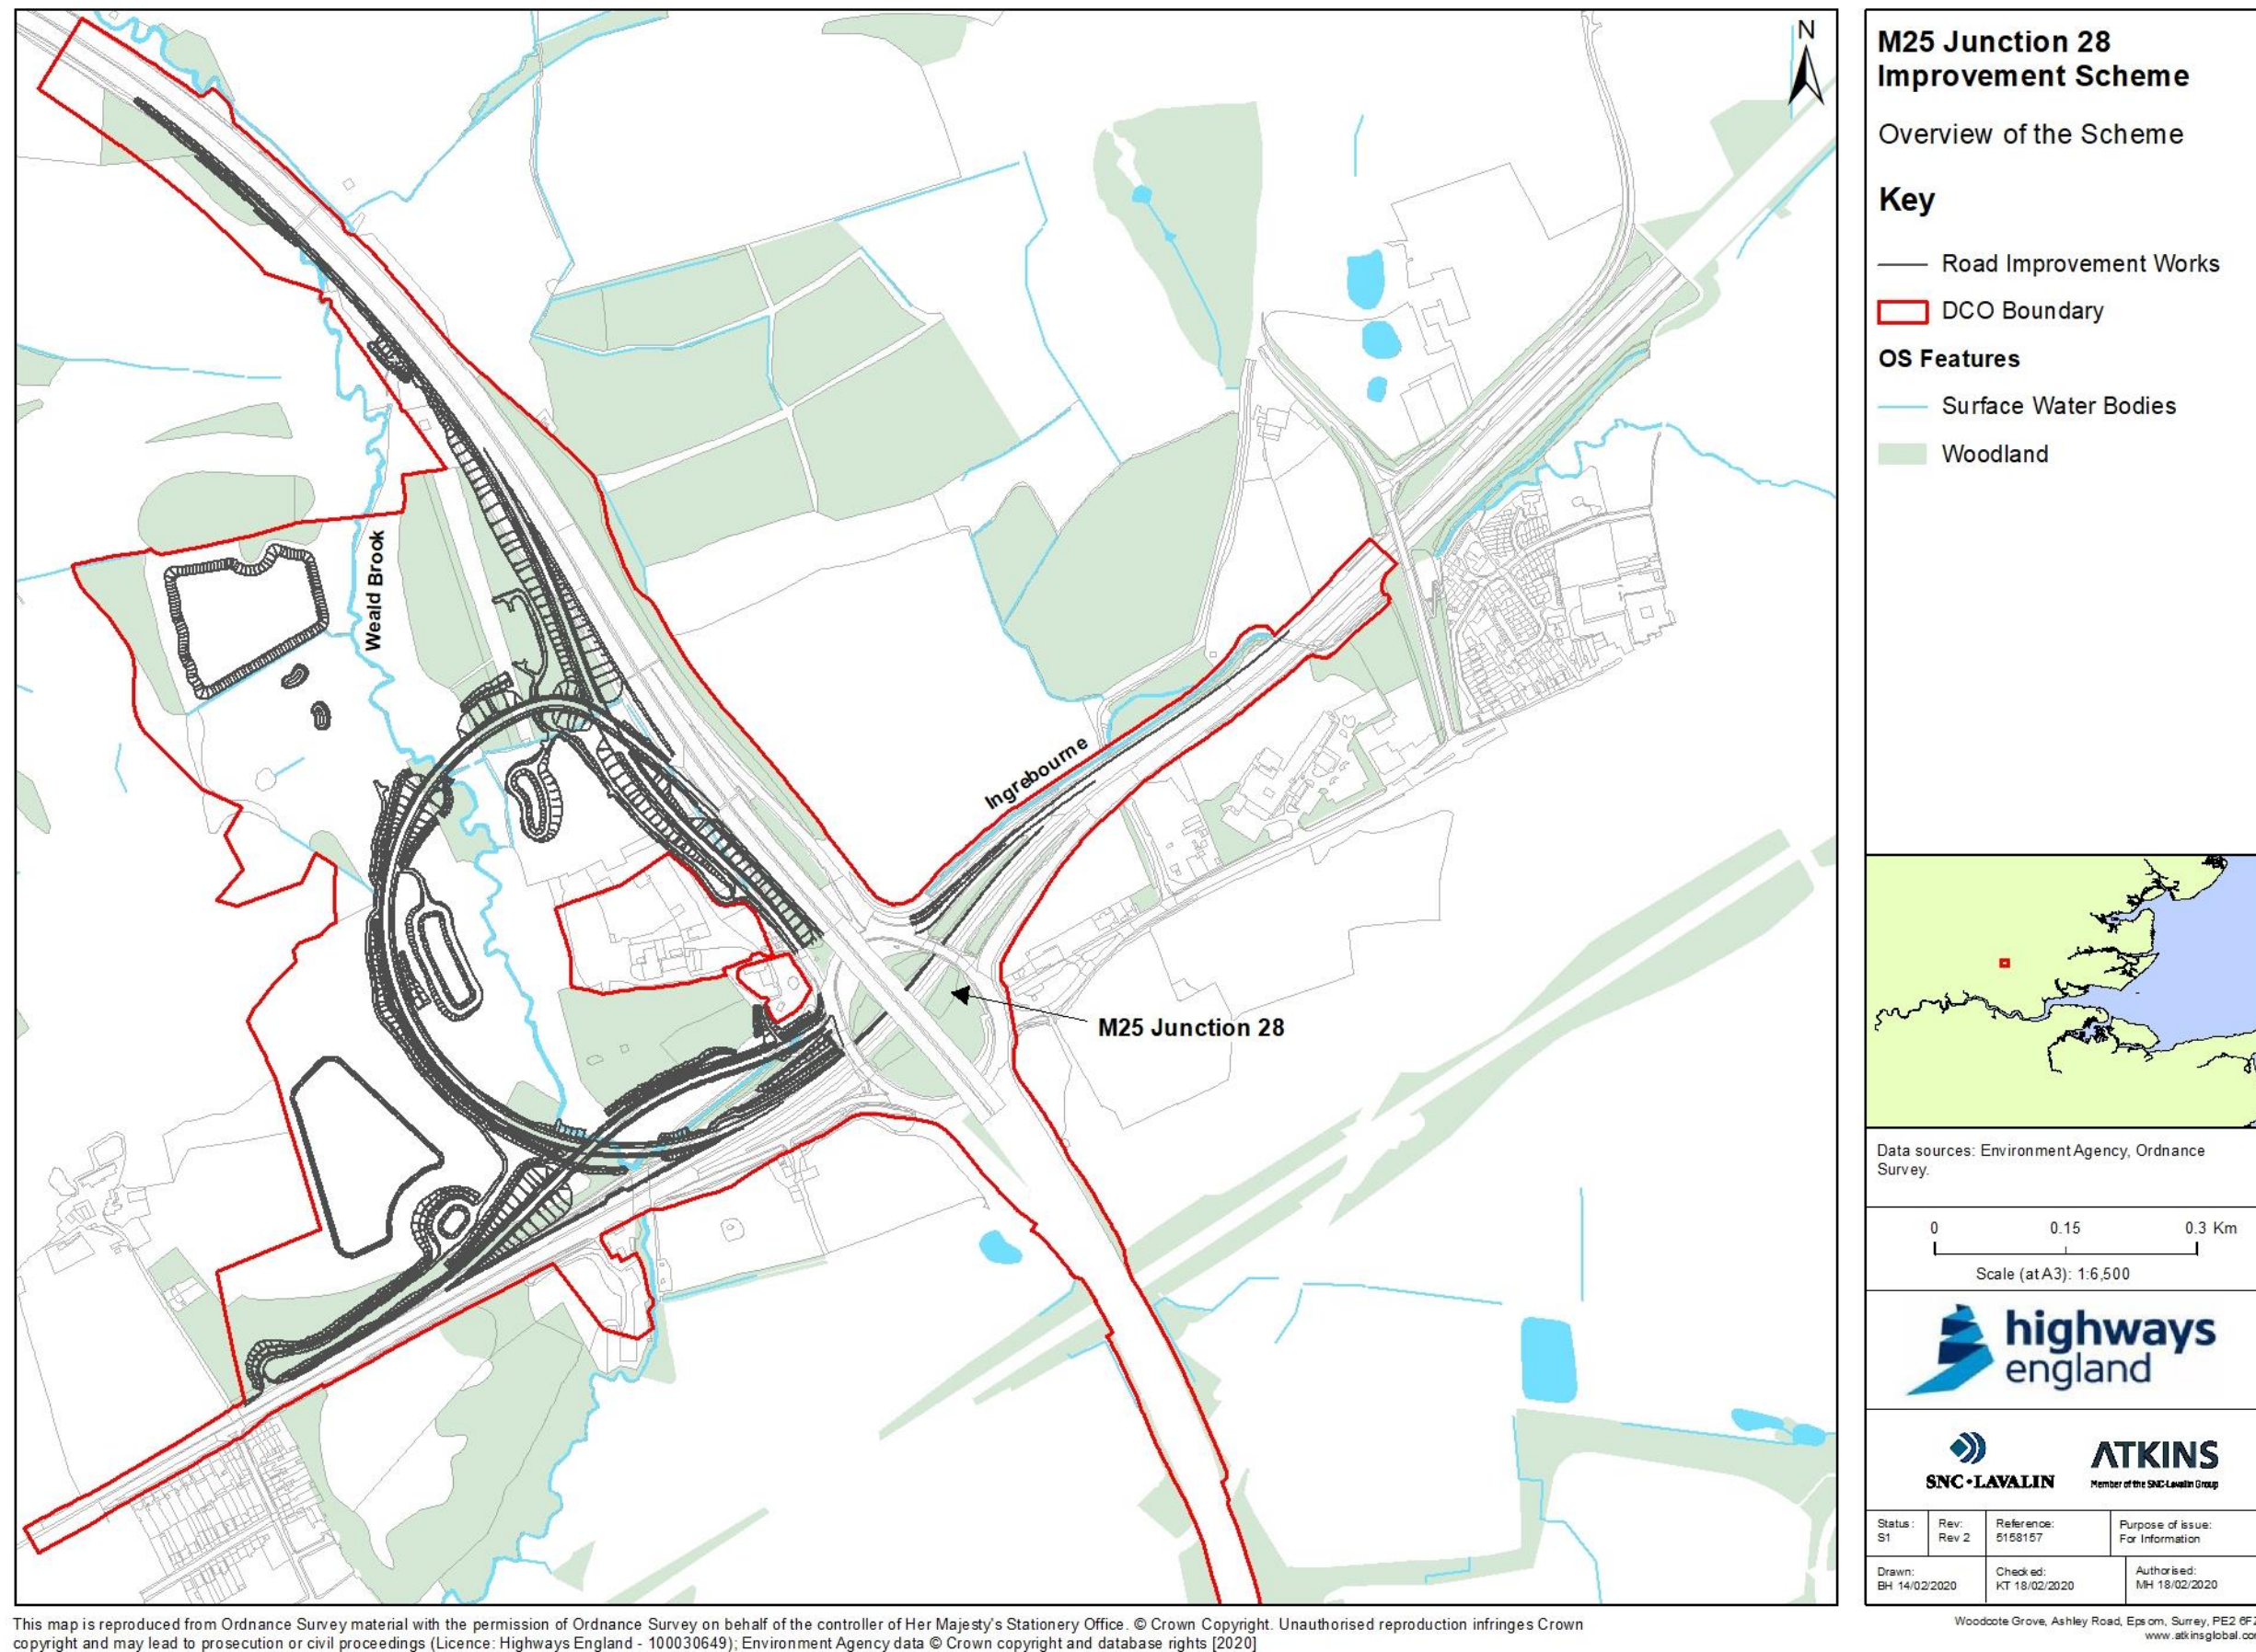 N
Weald Brook
Ingrebourne
M25 Junction 28
M25 Junction 28
Improvement Scheme
Overview of the Scheme
Key
Road Improvement Works
DCO Boundary
OS Features
Surface Water Bodies
Woodland
Data sources: Environment Agency, Ordnance
Survey.
0 0.15 0.3 Km
Scale (at A3): 1:6,500
highways
england
SNC•LAVALIN
ATKINS
Member of the SNC-Lavalin Group
Status:
S1
Rev:
Rev 2
Reference:
5158157
Purpose of issue:
For Information
Drawn:
BH 14/02/2020
Checked:
KT 18/02/2020
Authorised:
MH 18/02/2020
This map is reproduced from Ordnance Survey material with the permission of Ordnance Survey on behalf of the controller of Her Majesty's Stationery Office. © Crown Copyright. Unauthorised reproduction infringes Crown
copyright and may lead to prosecution or civil proceedings (Licence: Highways England - 100030649); Environment Agency data © Crown copyright and database rights [2020]
Woodcote Grove, Ashley Road, Epsom, Surrey, PE2 6FZ
www.atkinsglobal.com